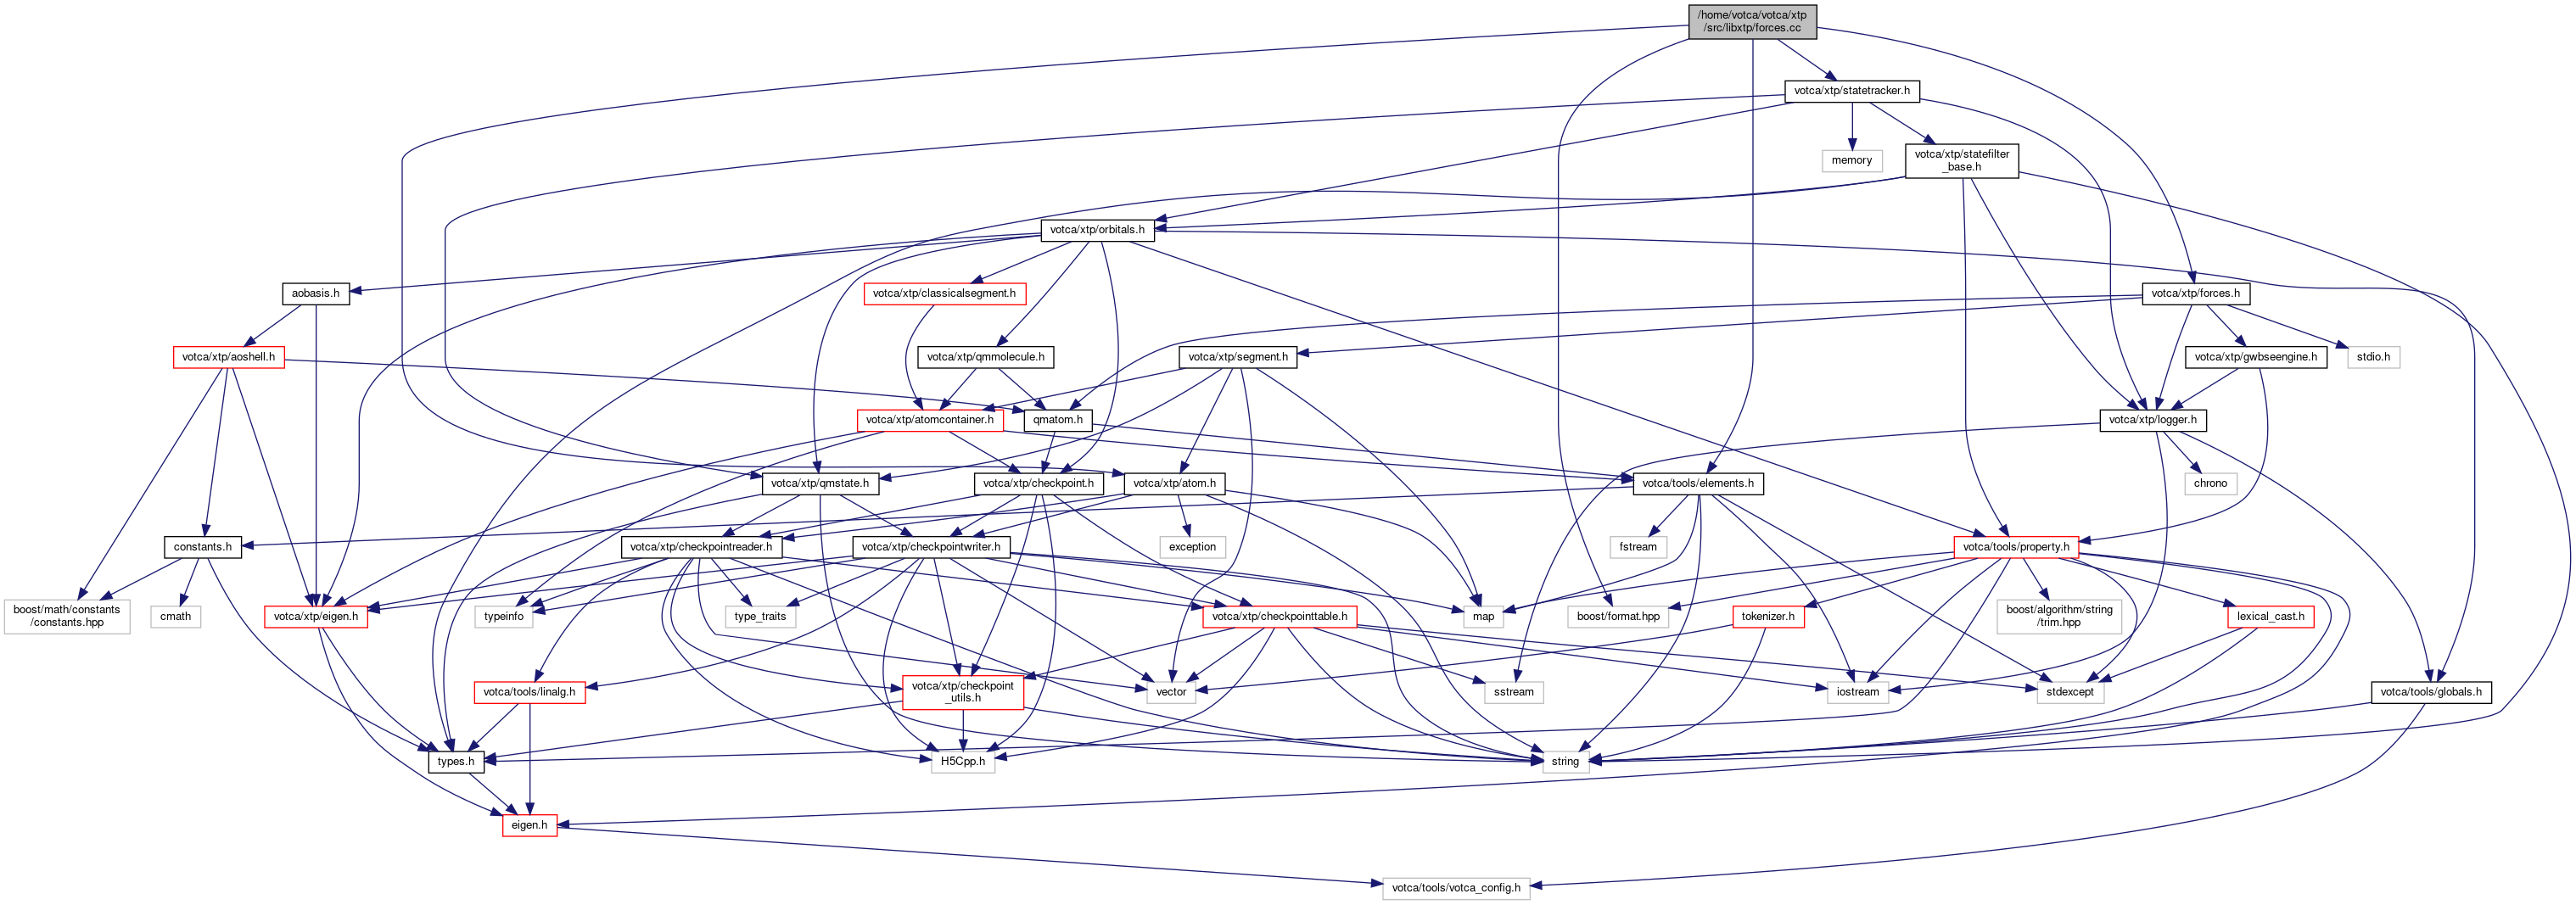 /home/votca/votca/xtp
/src/libxtp/forces.cc
votca/xtp/statetracker.h
memory
votca/xtp/statefilter
_base.h
votca/xtp/orbitals.h
aobasis.h
votca/xtp/classicalsegment.h
votca/xtp/forces.h
votca/xtp/aoshell.h
votca/xtp/qmmolecule.h
votca/xtp/segment.h
votca/xtp/gwbseengine.h
stdio.h
votca/xtp/atomcontainer.h
qmatom.h
votca/xtp/logger.h
votca/xtp/qmstate.h
votca/xtp/checkpoint.h
votca/xtp/atom.h
votca/tools/elements.h
chrono
constants.h
votca/xtp/checkpointreader.h
votca/xtp/checkpointwriter.h
exception
fstream
votca/tools/property.h
boost/math/constants
/constants.hpp
cmath
votca/xtp/eigen.h
typeinfo
type_traits
votca/xtp/checkpointtable.h
map
boost/format.hpp
tokenizer.h
boost/algorithm/string
/trim.hpp
lexical_cast.h
votca/tools/linalg.h
votca/xtp/checkpoint
_utils.h
vector
sstream
iostream
stdexcept
votca/tools/globals.h
types.h
H5Cpp.h
string
eigen.h
votca/tools/votca_config.h